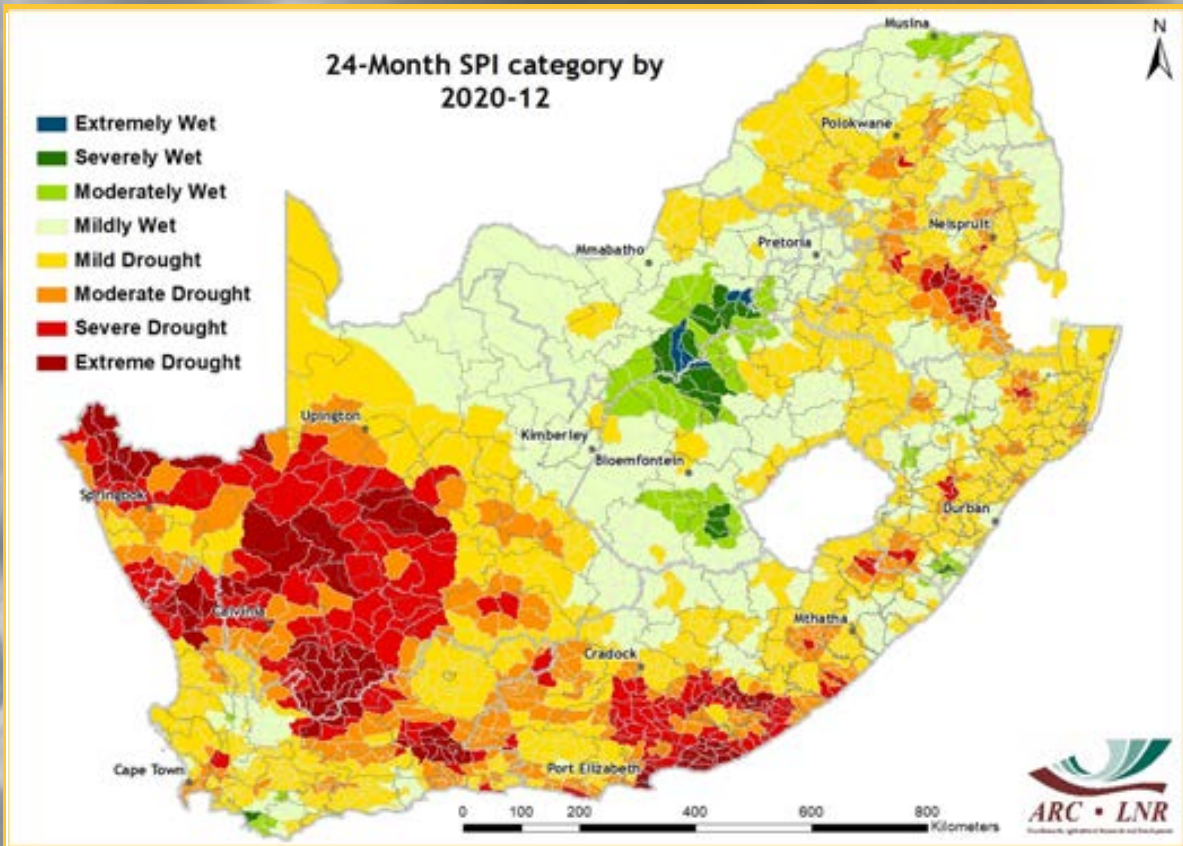 24-Month SPI category by
2020-12
N
Extremely Wet
Severely Wet
Moderately Wet
Mildly Wet
Mild Drought
Moderate Drought
Severe Drought
Extreme Drought
Musina
Polokwane
Nelspruit
Pretoria
Mmabatho
Upington
Kimberley
Bloemfontein
Springbok
Durban
Calvinia
Mthatha
Cradock
Cape Town
Port Elizabeth
0 100 200 400 600 800
Kilometers
ARC • LNR